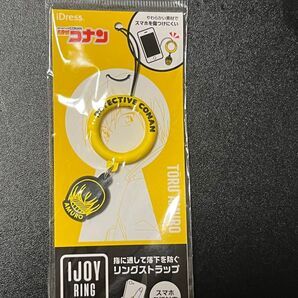 iDress.
名探偵コナン
やわらかい素材で
スマホを傷つけにくい
DETECTIVE CONAN
AMURO
TORU
IJOY
RING
指に通して落下を防ぐ
リングストラップ
スマホ